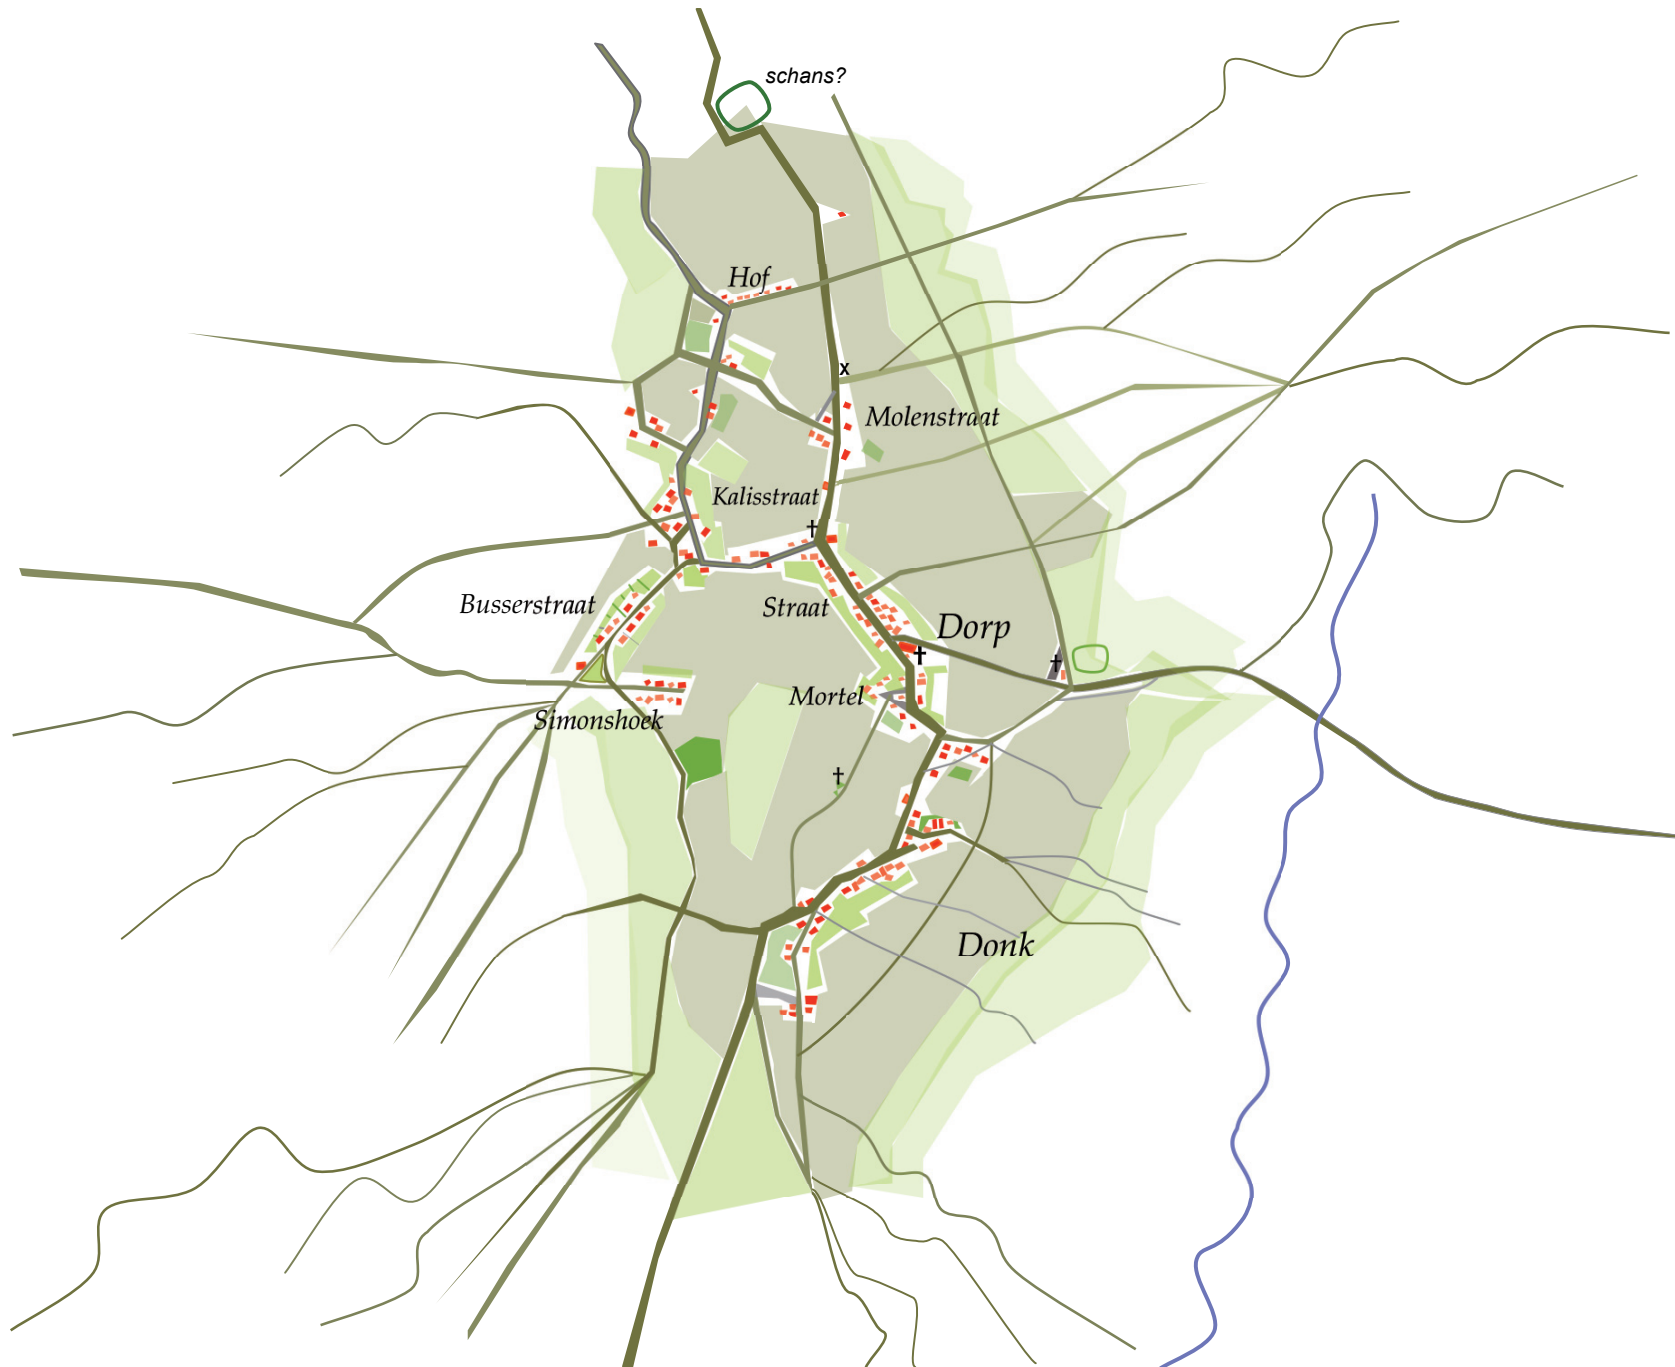 schans?
Hof
x
Molenstraat
Kalisstraat
†
Busserstraat
Straat
Dorp
†
†
Mortel
Simonshoek
†
Donk